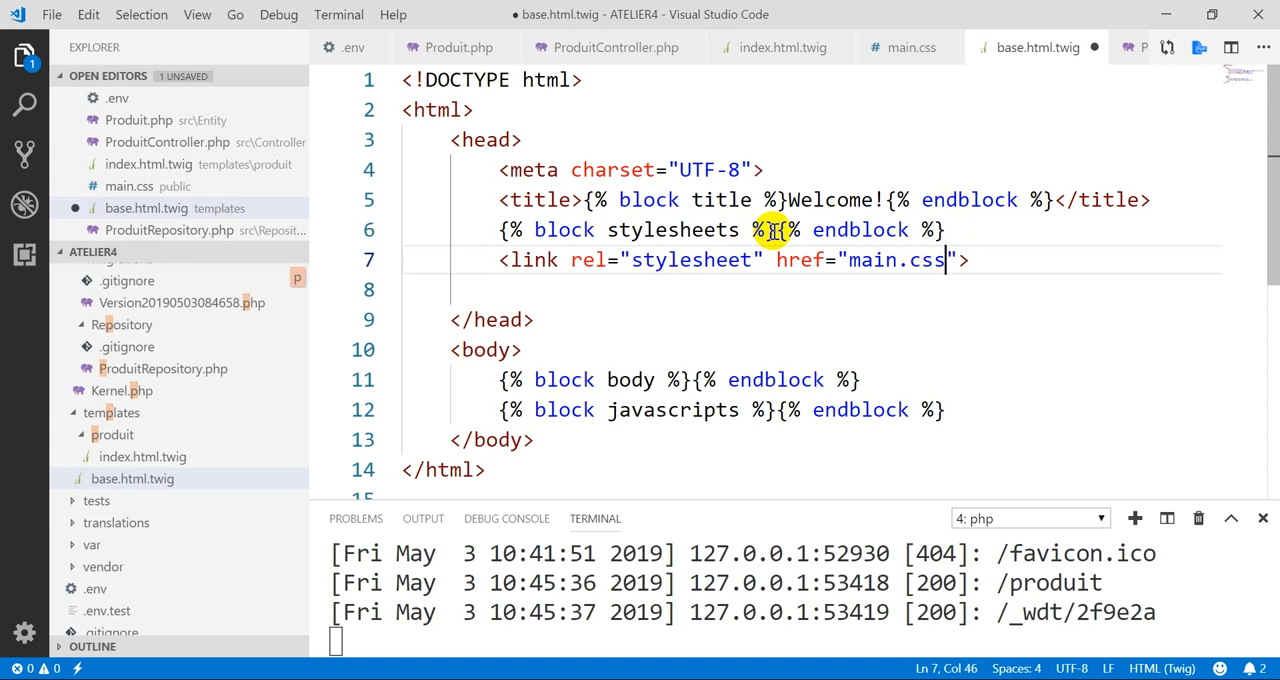 File Edit Selection View Go Debug Terminal Help ● base.html.twig - ATELIER4 - Visual Studio Code
EXPLORER
.env Produit.php ProduitController.php index.html.twig # main.css base.html.twig ● P
OPEN EDITORS 1 UNSAVED
.env
Produit.php src\Entity
ProduitController.php src\Controller
index.html.twig templates\produit
# main.css public
● base.html.twig templates
ProduitRepository.php src\Reposit...
ATELIER4
.gitignore
p
Version20190503084658.php
Repository
.gitignore
ProduitRepository.php
Kernel.php
templates
produit
index.html.twig
base.html.twig
tests
translations
var
vendor
.env
.env.test
.gitignore
OUTLINE
1 <!DOCTYPE html>
2 <html>
3 <head>
4 <meta charset="UTF-8">
5 <title>{% block title %}Welcome!{% endblock %}</title>
6 {% block stylesheets %}{% endblock %}
7 <link rel="stylesheet" href="main.css">
8
9 </head>
10 <body>
11 {% block body %}{% endblock %}
12 {% block javascripts %}{% endblock %}
13 </body>
14 </html>
15
PROBLEMS OUTPUT DEBUG CONSOLE TERMINAL 4: php
[Fri May 3 10:41:51 2019] 127.0.0.1:52930 [404]: /favicon.ico
[Fri May 3 10:45:36 2019] 127.0.0.1:53418 [200]: /produit
[Fri May 3 10:45:37 2019] 127.0.0.1:53419 [200]: /_wdt/2f9e2a
0 0 Ln 7, Col 46 Spaces: 4 UTF-8 LF HTML (Twig) 2